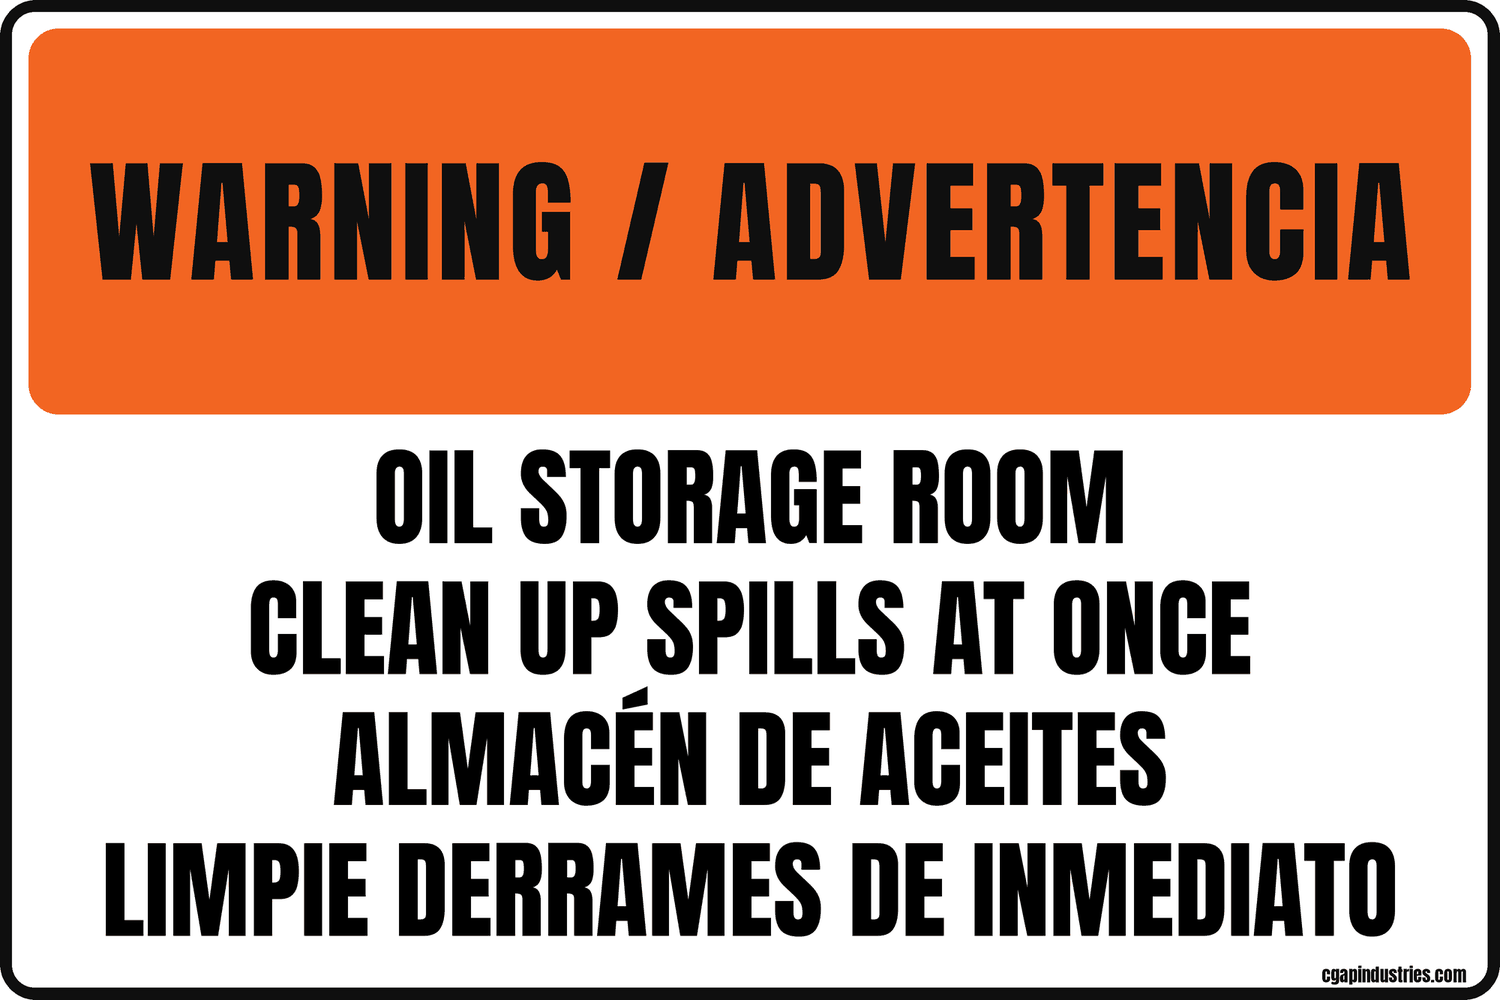 WARNING / ADVERTENCIA
OIL STORAGE ROOM
CLEAN UP SPILLS AT ONCE
ALMACÉN DE ACEITES
LIMPIE DERRAMES DE INMEDIATO
cgapindustries.com